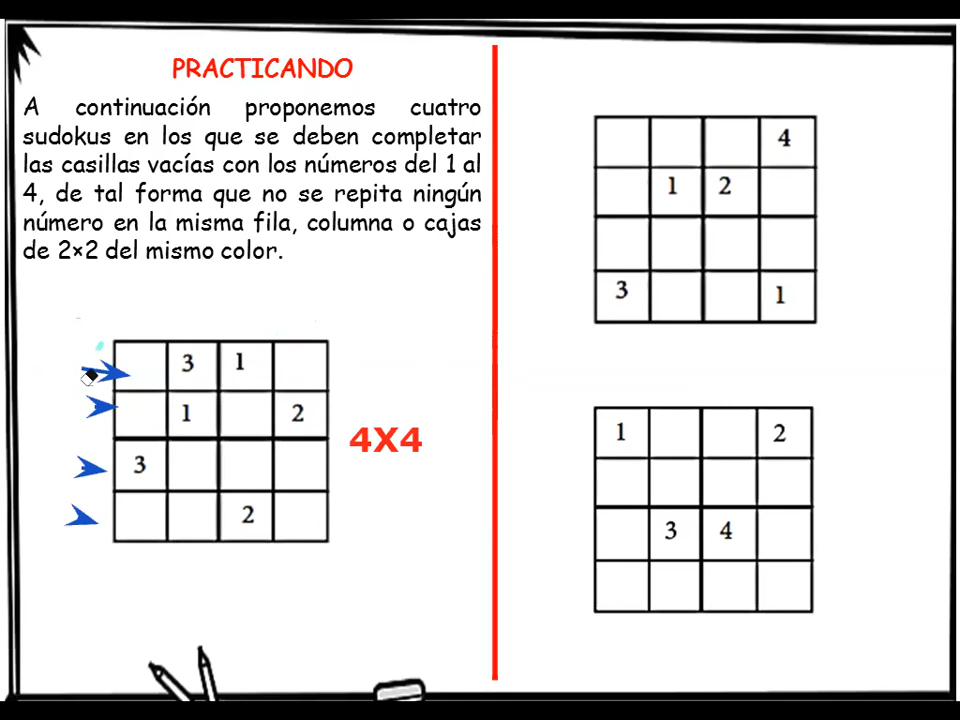 PRACTICANDO
A continuación proponemos cuatro
sudokus en los que se deben completar
las casillas vacías con los números del 1 al
4, de tal forma que no se repita ningún
número en la misma fila, columna o cajas
de 2×2 del mismo color.
3 1
1 2
3
2
4X4
4
1 2
3 1
1 2
3 4